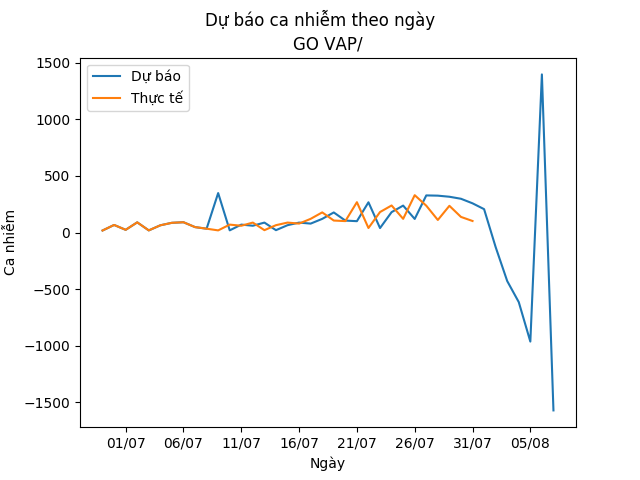 Dự báo ca nhiễm theo ngày
GO VAP/
Dự báo
Thực tế
Ca nhiễm
1500
1000
500
0
−500
−1000
−1500
01/07
06/07
11/07
16/07
21/07
26/07
31/07
05/08
Ngày